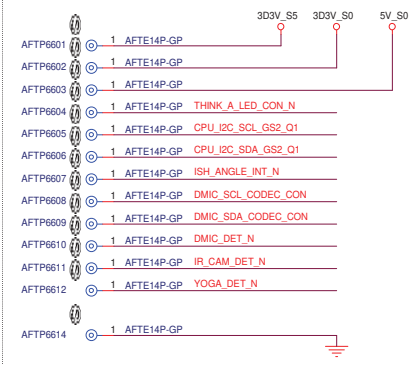 3D3V_S5 3D3V_S0 5V_S0
AFTP6601 1 AFTE14P-GP
AFTP6602 1 AFTE14P-GP
AFTP6603 1 AFTE14P-GP
AFTP6604 1 AFTE14P-GP THINK_A_LED_CON_N
AFTP6605 1 AFTE14P-GP CPU_I2C_SCL_GS2_Q1
AFTP6606 1 AFTE14P-GP CPU_I2C_SDA_GS2_Q1
AFTP6607 1 AFTE14P-GP ISH_ANGLE_INT_N
AFTP6608 1 AFTE14P-GP DMIC_SCL_CODEC_CON
AFTP6609 1 AFTE14P-GP DMIC_SDA_CODEC_CON
AFTP6610 1 AFTE14P-GP DMIC_DET_N
AFTP6611 1 AFTE14P-GP IR_CAM_DET_N
AFTP6612 1 AFTE14P-GP YOGA_DET_N
AFTP6614 1 AFTE14P-GP